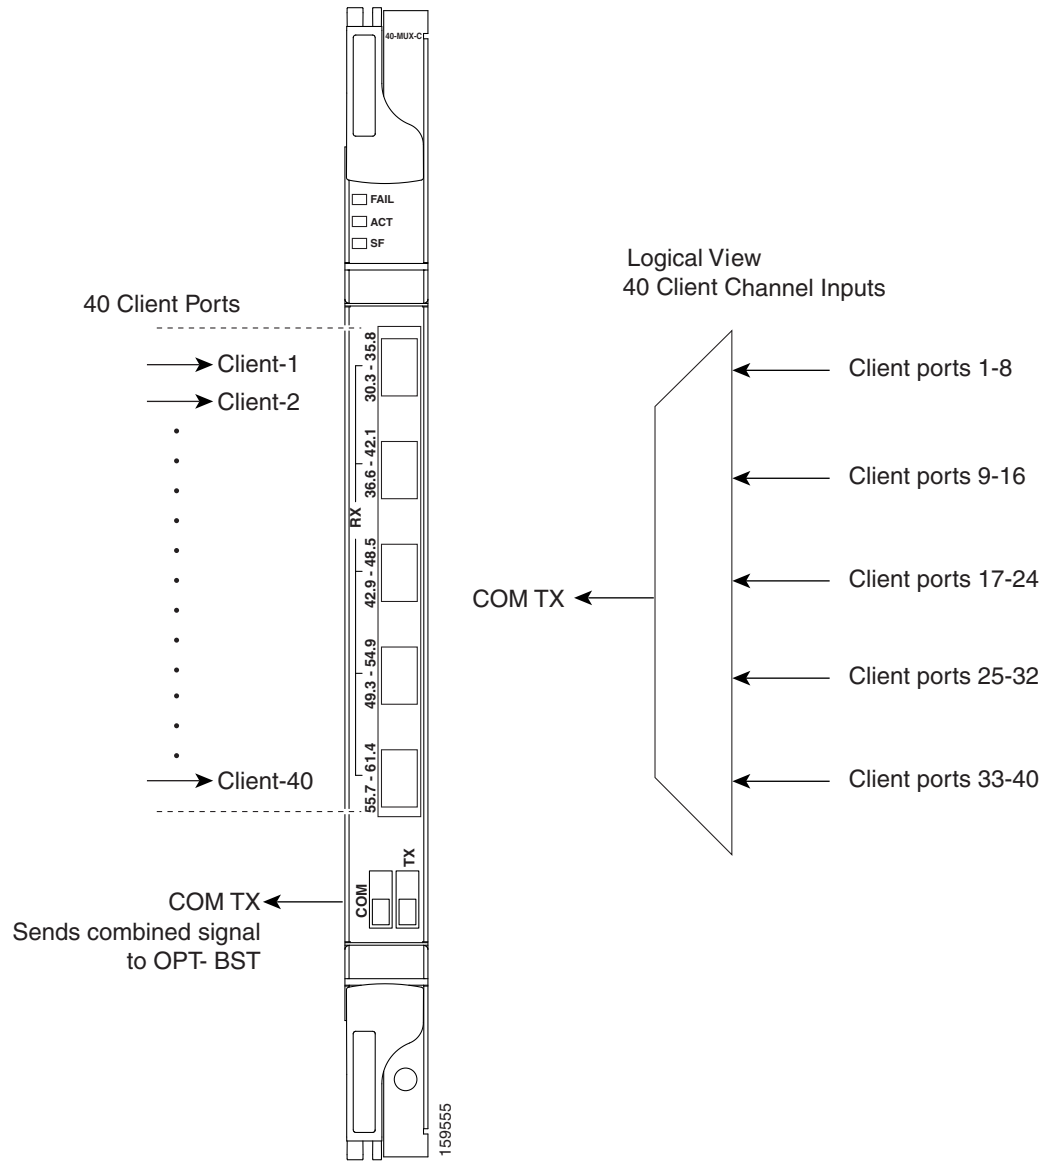 40-MUX-C
FAIL
ACT
SF
40 Client Ports
Client-1
Client-2
Client-40
30.3 - 35.8
36.6 - 42.1
RX
42.9 - 48.5
49.3 - 54.9
55.7 - 61.4
COM
TX
COM TX
Sends combined signal
to OPT- BST
Logical View
40 Client Channel Inputs
Client ports 1-8
Client ports 9-16
Client ports 17-24
COM TX
Client ports 25-32
Client ports 33-40
159555